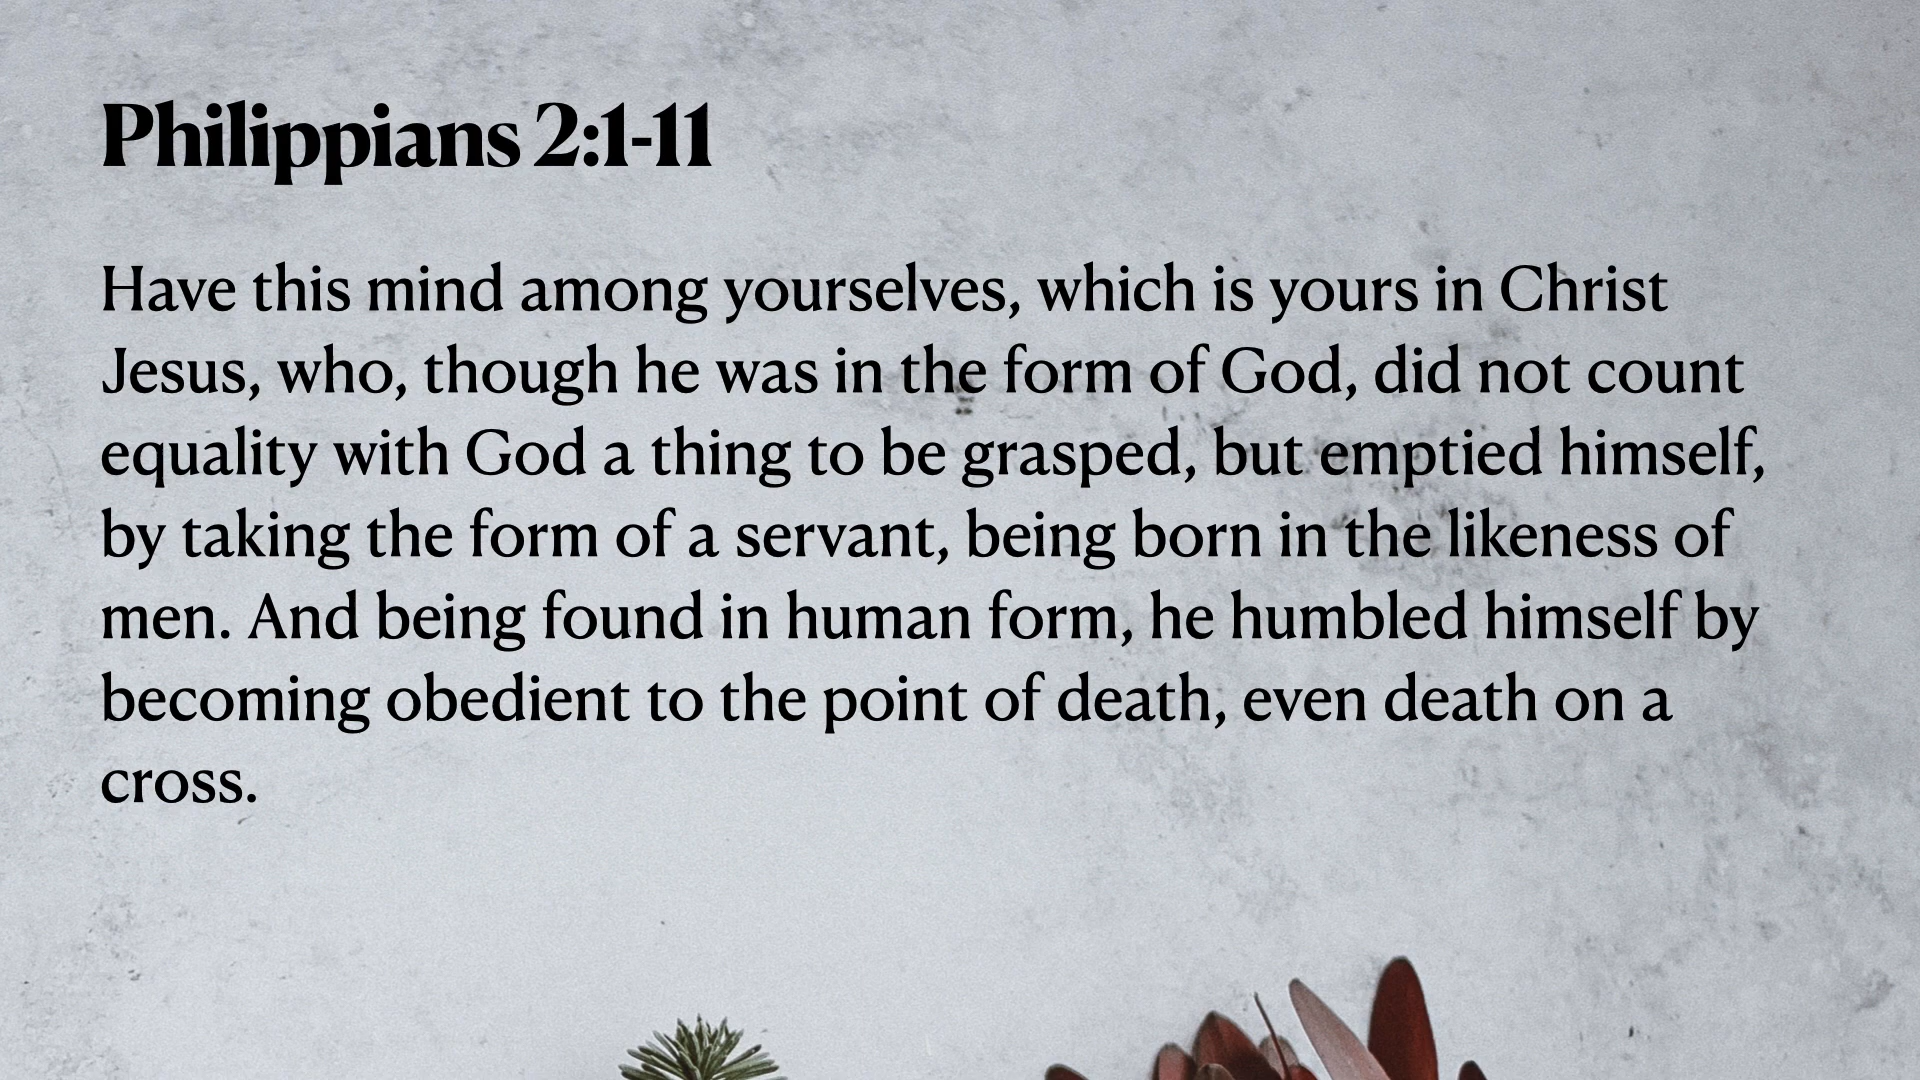 Philippians 2:1-11
Have this mind among yourselves, which is yours in Christ
Jesus, who, though he was in the form of God, did not count
equality with God a thing to be grasped, but emptied himself,
by taking the form of a servant, being born in the likeness of
men. And being found in human form, he humbled himself by
becoming obedient to the point of death, even death on a
cross.